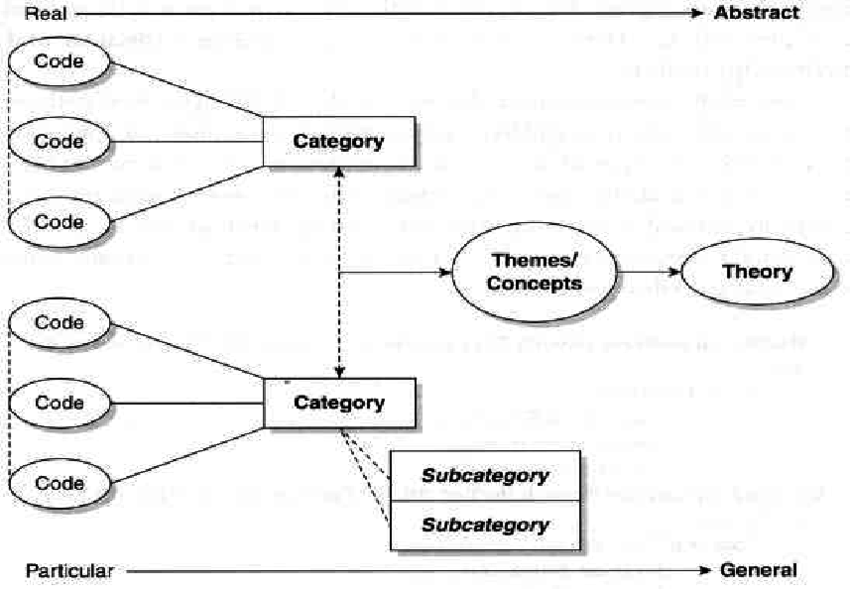 Real
Abstract
Code
Code
Category
Code
Themes/
Concepts
Theory
Code
Code
Category
Code
Subcategory
Subcategory
Particular
General